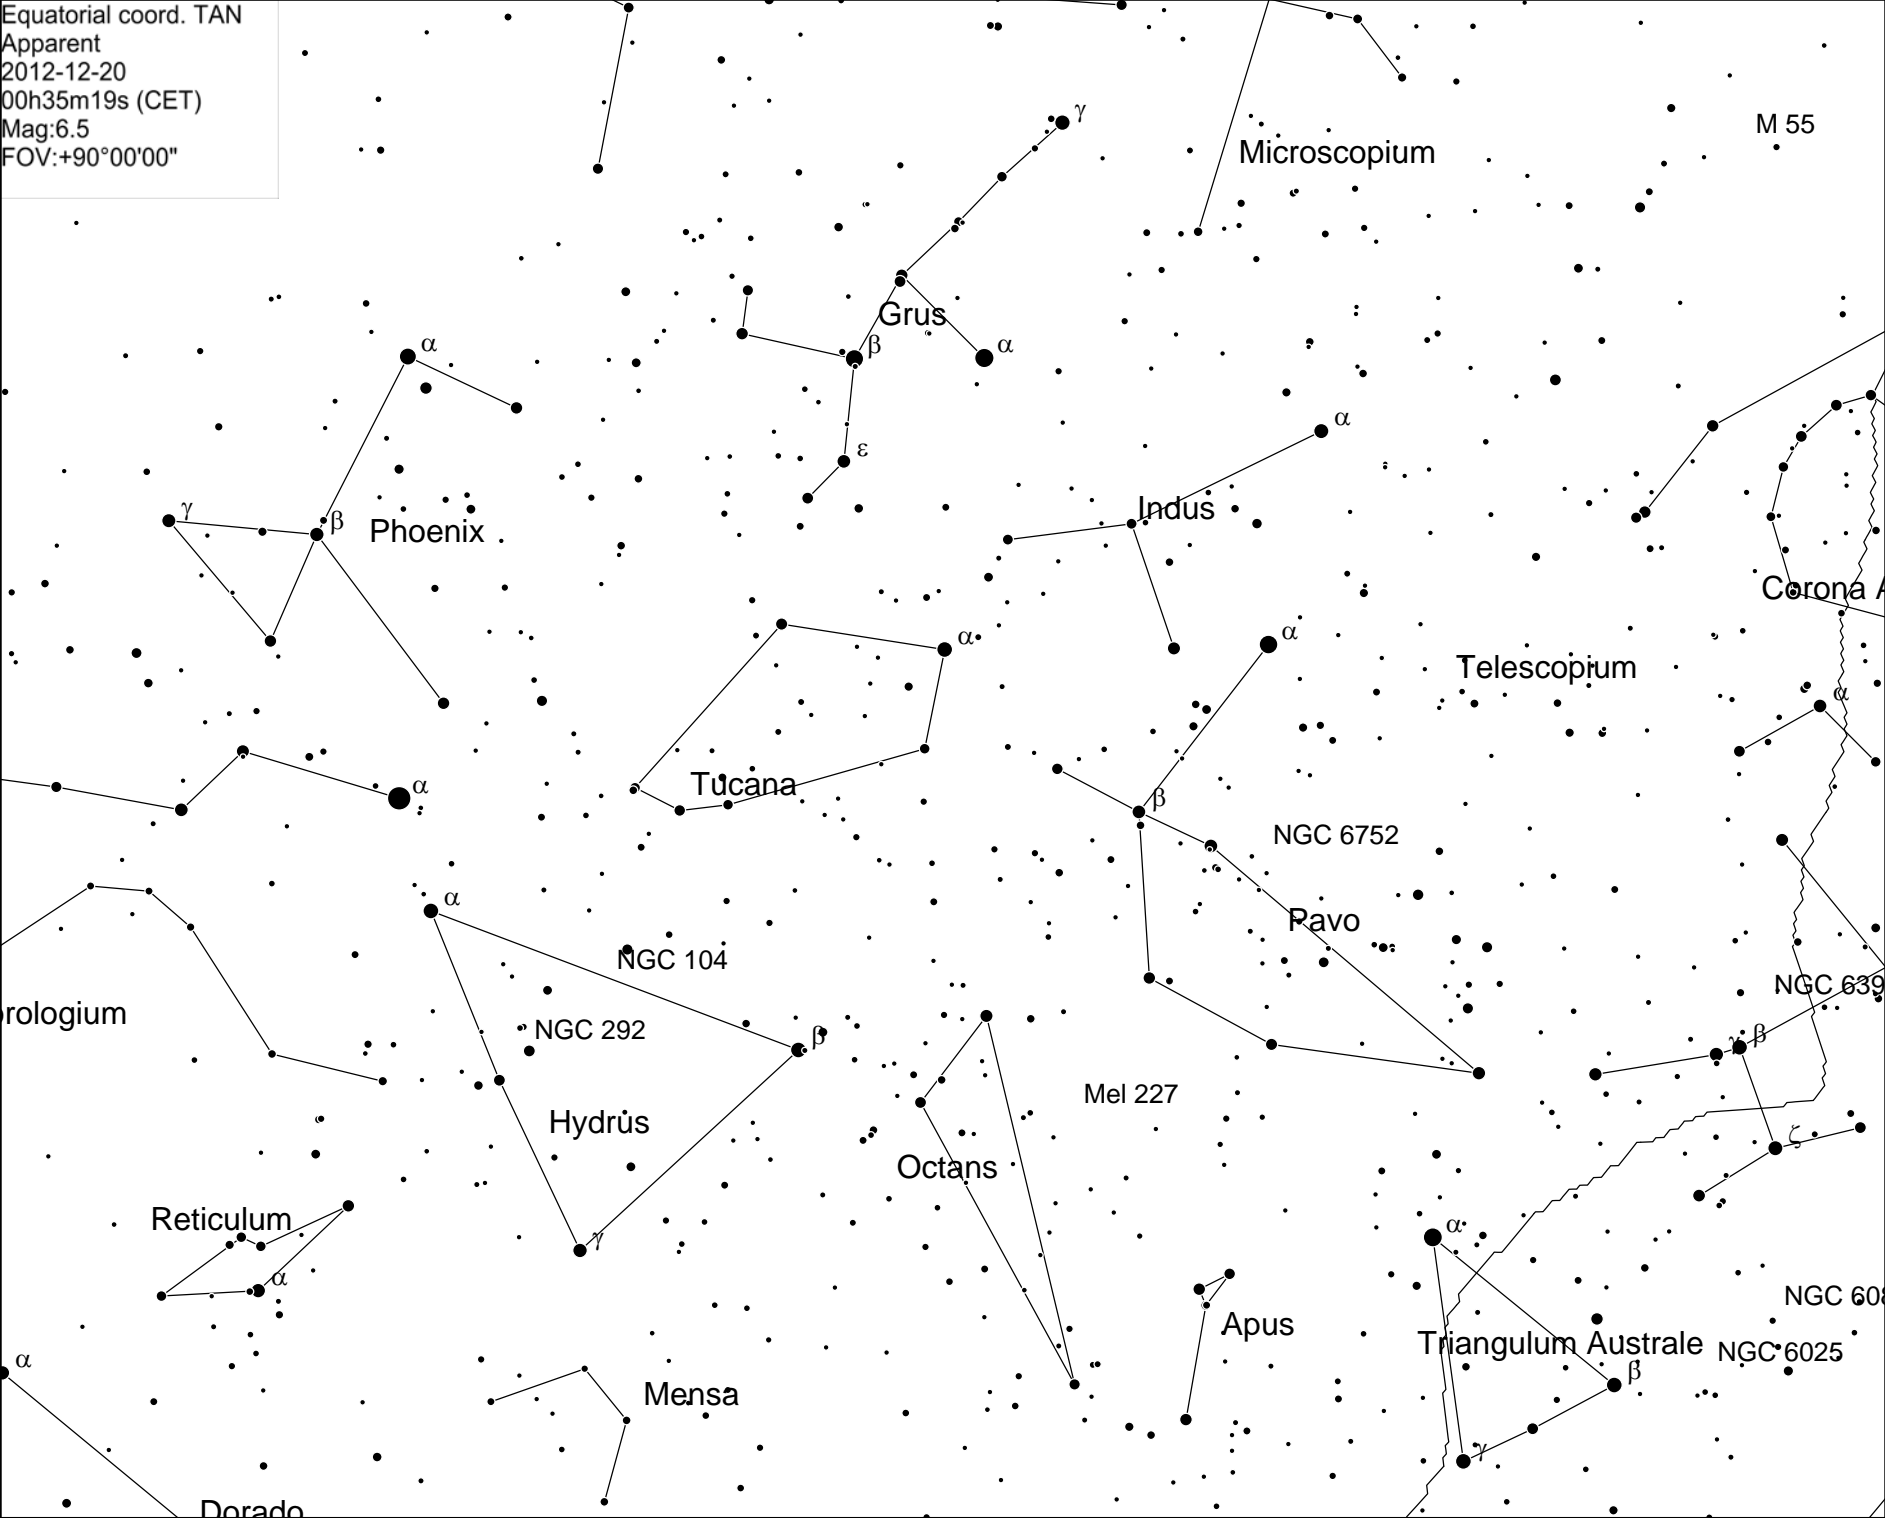 Equatorial coord. TAN
Apparent
2012-12-20
00h35m19s (CET)
Mag:6.5
FOV:+90°00'00"
γ
M 55
Microscopium
Grus
β
α
α
α
ε
Indus
γ
β
Phoenix
Corona A
α
α
Telescopium
α
α
Tucana
β
NGC 6752
α
Pavo
NGC 104
NGC 639
rologium
NGC 292
β
γ
β
Mel 227
Hydrus
ζ
Octans
Reticulum
α
γ
α
NGC 608
Apus
Triangulum Australe
NGC 6025
α
β
Mensa
γ
Dorado